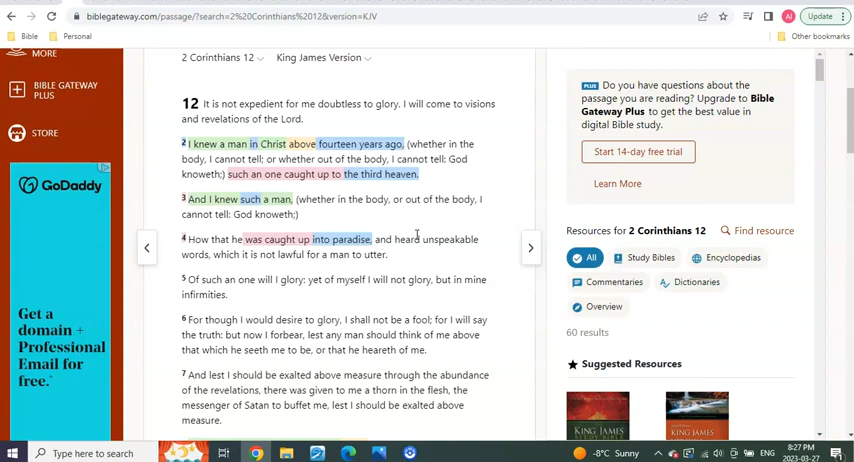 biblegateway.com/passage/?search=2%20Corinthians%2012&version=KJV
AI
Update
Bible
Personal
Other bookmarks
MORE
BIBLE GATEWAY
PLUS
STORE
GoDaddy
Get a
domain +
Professional
Email for
free.*
2 Corinthians 12
King James Version
12 It is not expedient for me doubtless to glory. I will come to visions
and revelations of the Lord.
2 I knew a man in Christ above fourteen years ago, (whether in the
body, I cannot tell; or whether out of the body, I cannot tell: God
knoweth;) such an one caught up to the third heaven.
3 And I knew such a man, (whether in the body, or out of the body, I
cannot tell: God knoweth;)
4 How that he was caught up into paradise, and heard unspeakable
words, which it is not lawful for a man to utter.
5 Of such an one will I glory: yet of myself I will not glory, but in mine
infirmities.
6 For though I would desire to glory, I shall not be a fool; for I will say
the truth: but now I forbear, lest any man should think of me above
that which he seeth me to be, or that he heareth of me.
7 And lest I should be exalted above measure through the abundance
of the revelations, there was given to me a thorn in the flesh, the
messenger of Satan to buffet me, lest I should be exalted above
measure.
PLUS Do you have questions about the
passage you are reading? Upgrade to Bible
Gateway Plus to get the best value in
digital Bible study.
Start 14-day free trial
Learn More
Resources for 2 Corinthians 12
Find resource
All
Study Bibles
Encyclopedias
Commentaries
Dictionaries
Overview
60 results
Suggested Resources
KING JAMES
KING JAMES
Type here to search
-8°C Sunny
ENG
8:27 PM
2023-03-27